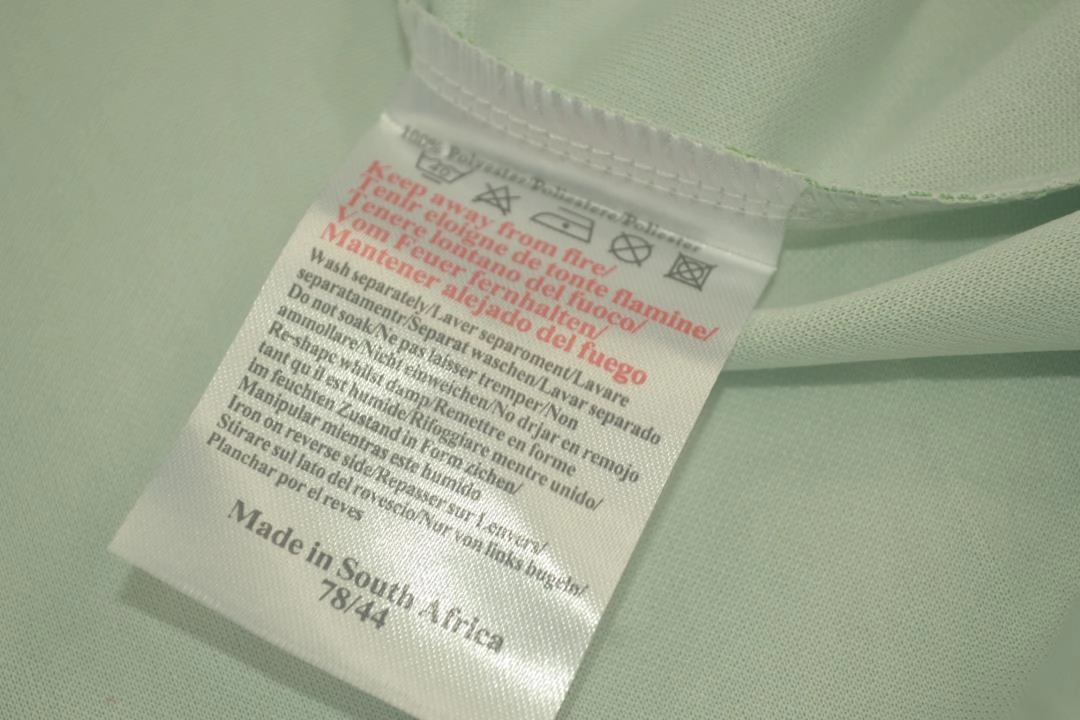 100% Polyester/Poliestere/Poliester
40
Keep away from fire/
Tenir eloigne de tonte flamine/
Tenere lontano del fuoco/
Vom Feuer fernhalten/
Mantener alejado del fuego
Wash separately/Laver separoment/Lavare
separatamentr/Separat waschen/Lavar separado
Do not soak/Ne pas laisser tremper/Non
ammollare/Nicht einweichen/No drjar en remojo
Re-shape whilst damp/Remettre en forme
tant qu il est humide/Rifoggiare mentre unido/
Im feuchten Zustand in Form zichen/
Manipular mientras este humido
Iron on reverse side/Repasser sur l envers/
Stirare sul lato del rovescio/Nur von links bugeln/
Planchar por el reves
Made in South Africa
78/44